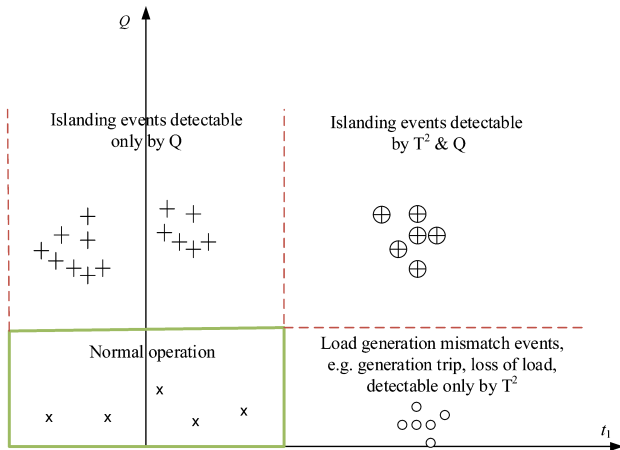 Q
Islanding events detectable
only by Q
Islanding events detectable
by T² & Q
Normal operation
Load generation mismatch events,
e.g. generation trip, loss of load,
detectable only by T²
t₁